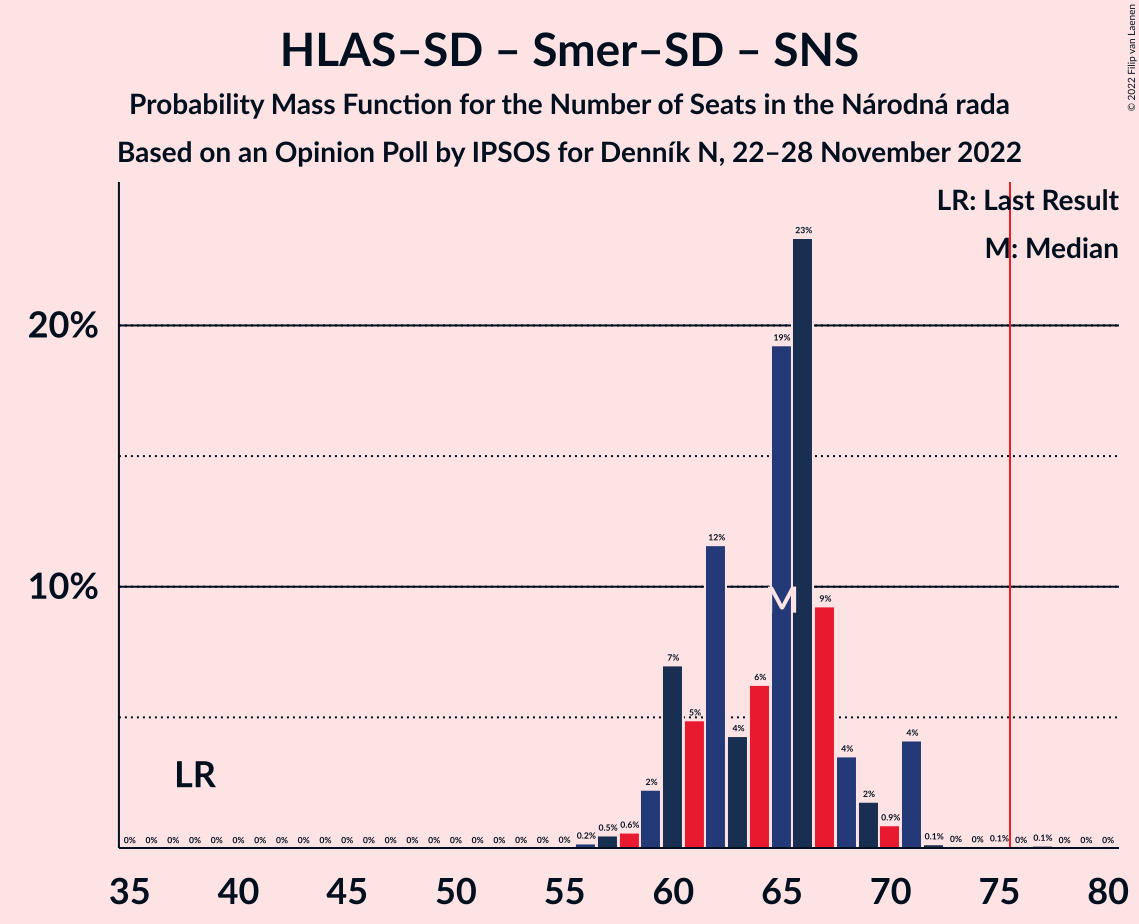 HLAS–SD – Smer–SD – SNS
Probability Mass Function for the Number of Seats in the Národná rada
Based on an Opinion Poll by IPSOS for Denník N, 22–28 November 2022
© 2022 Filip van Laenen
LR: Last Result
M: Median
20%
10%
LR
M
0% 0% 0% 0% 0% 0% 0% 0% 0% 0% 0% 0% 0% 0% 0% 0% 0% 0% 0% 0% 0% 0.2% 0.5% 0.6% 2% 7% 5% 12% 4% 6% 19% 23% 9% 4% 2% 0.9% 4% 0.1% 0% 0% 0.1% 0% 0.1% 0% 0% 0%
35 40 45 50 55 60 65 70 75 80